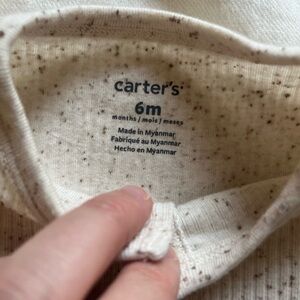 carter's
6m
months / mois / meses
Made in Myanmar
Fabriqué au Myanmar
Hecho en Myanmar